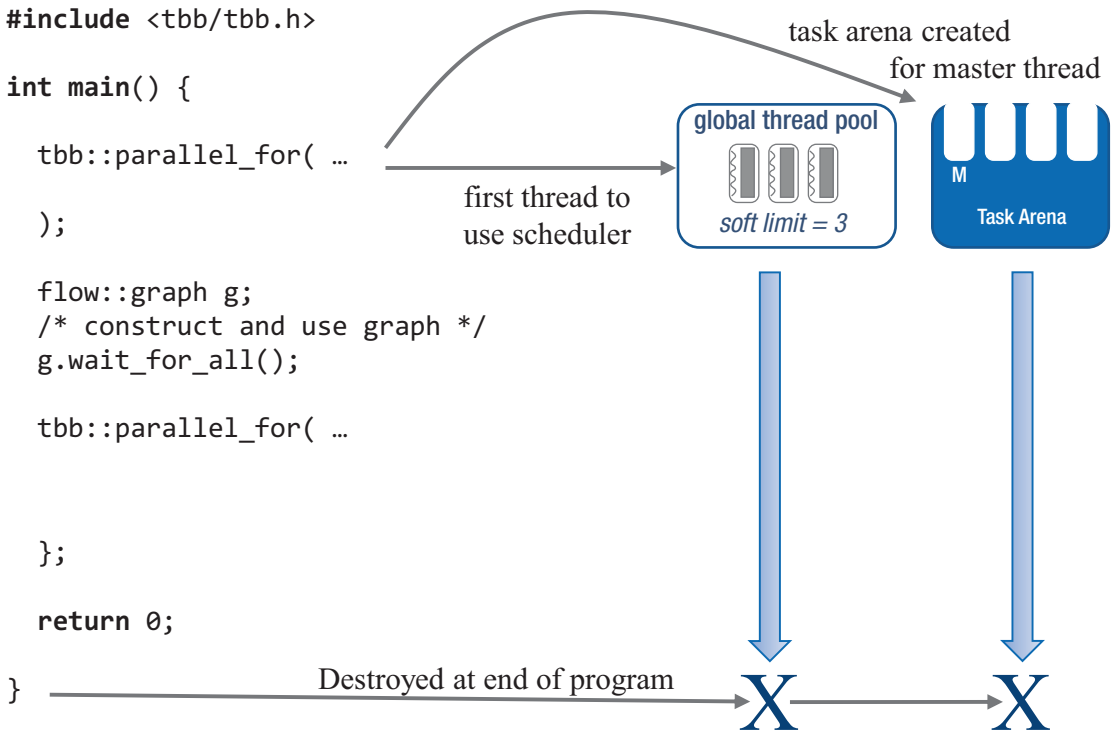 #include <tbb/tbb.h>
task arena created
for master thread
int main() {
global thread pool
tbb::parallel_for( …
first thread to
use scheduler
soft limit = 3
M
Task Arena
);
flow::graph g;
/* construct and use graph */
g.wait_for_all();
tbb::parallel_for( …
};
return 0;
}
Destroyed at end of program
X
X